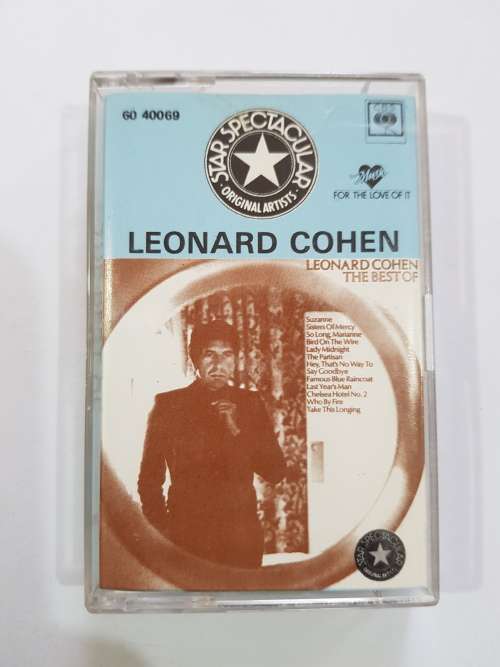 60 40069
STAR SPECTACULAR
· ORIGINAL ARTISTS ·
CBS
Music
FOR THE LOVE OF IT
LEONARD COHEN
LEONARD COHEN
THE BEST OF
Suzanne
Sisters Of Mercy
So Long, Marianne
Bird On The Wire
Lady Midnight
The Partisan
Hey, That's No Way To
Say Goodbye
Famous Blue Raincoat
Last Year's Man
Chelsea Hotel No. 2
Who By Fire
Take This Longing
STAR SPECTACULAR
ORIGINAL ARTISTS